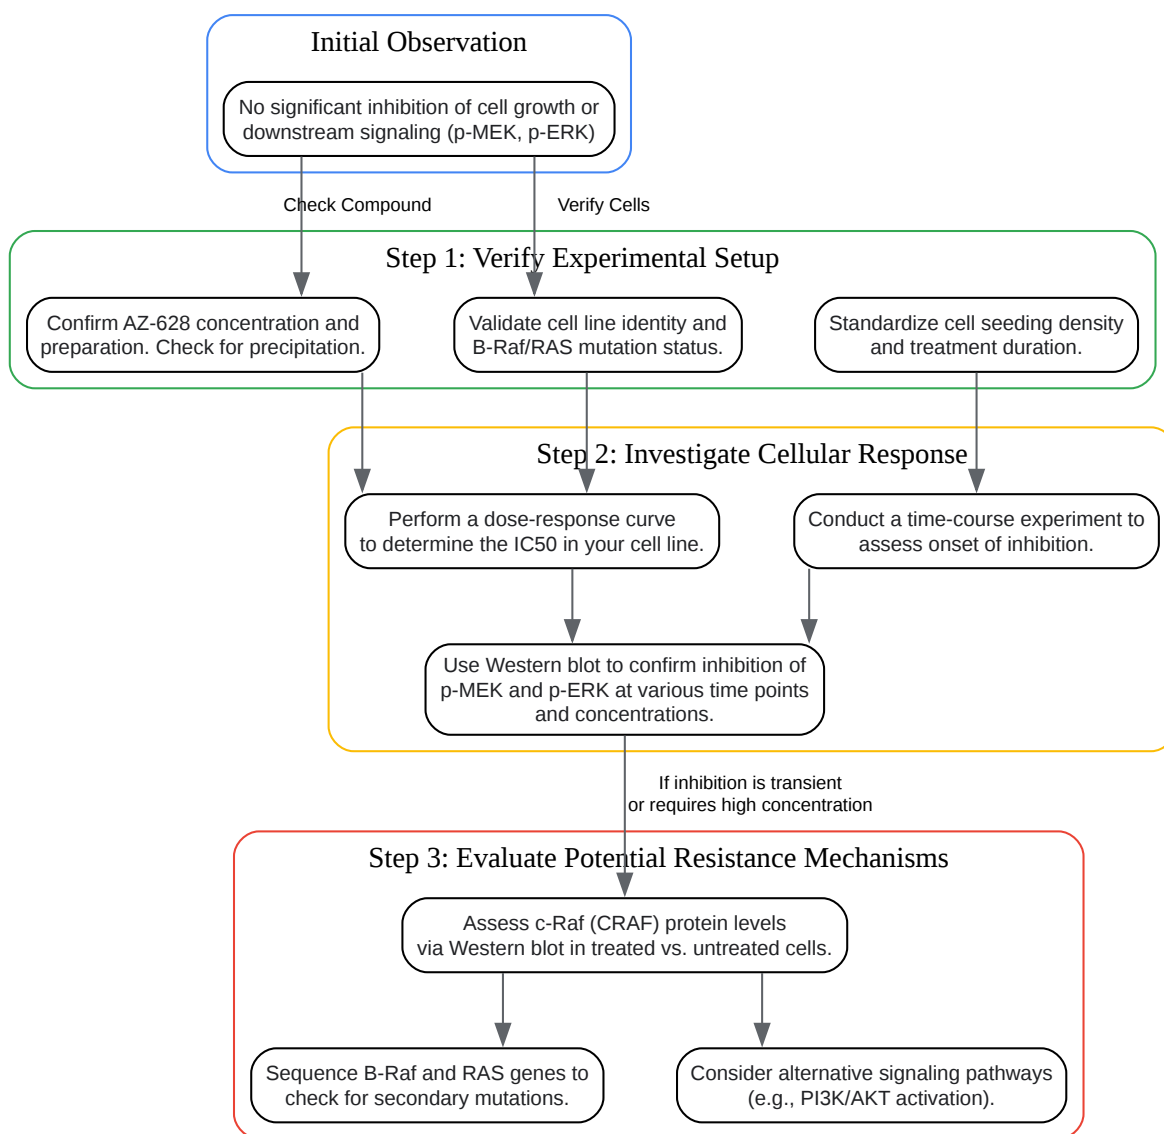 Initial Observation
No significant inhibition of cell growth or
downstream signaling (p-MEK, p-ERK)
Check Compound
Verify Cells
Step 1: Verify Experimental Setup
Confirm AZ-628 concentration and
preparation. Check for precipitation.
Validate cell line identity and
B-Raf/RAS mutation status.
Standardize cell seeding density
and treatment duration.
Step 2: Investigate Cellular Response
Perform a dose-response curve
to determine the IC50 in your cell line.
Conduct a time-course experiment to
assess onset of inhibition.
Use Western blot to confirm inhibition of
p-MEK and p-ERK at various time points
and concentrations.
If inhibition is transient
or requires high concentration
Step 3: Evaluate Potential Resistance Mechanisms
Assess c-Raf (CRAF) protein levels
via Western blot in treated vs. untreated cells.
Sequence B-Raf and RAS genes to
check for secondary mutations.
Consider alternative signaling pathways
(e.g., PI3K/AKT activation).